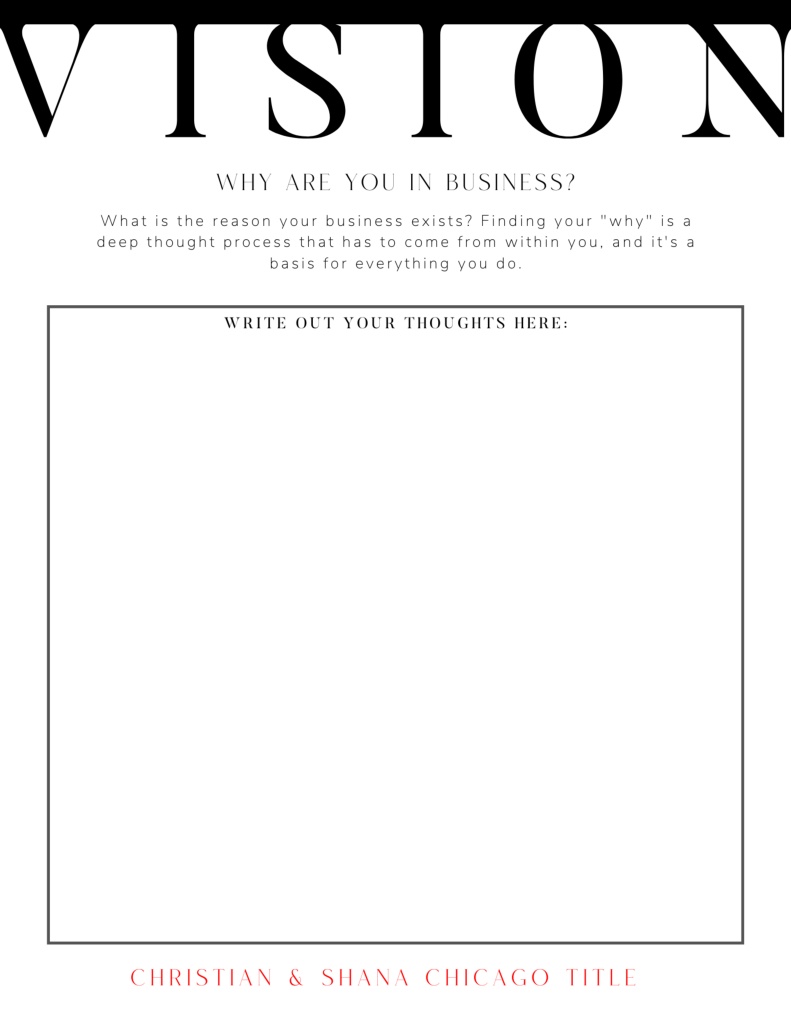 VISION
WHY ARE YOU IN BUSINESS?
What is the reason your business exists? Finding your "why" is a
deep thought process that has to come from within you, and it's a
basis for everything you do.
WRITE OUT YOUR THOUGHTS HERE:
CHRISTIAN & SHANA CHICAGO TITLE